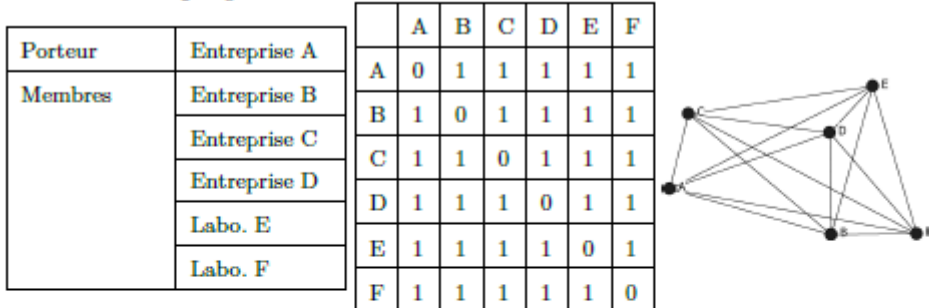 Porteur Entreprise A
Membres Entreprise B
Entreprise C
Entreprise D
Labo. E
Labo. F
A B C D E F
A 0 1 1 1 1 1
B 1 0 1 1 1 1
C 1 1 0 1 1 1
D 1 1 1 0 1 1
E 1 1 1 1 0 1
F 1 1 1 1 1 0
E
C
D
A
B